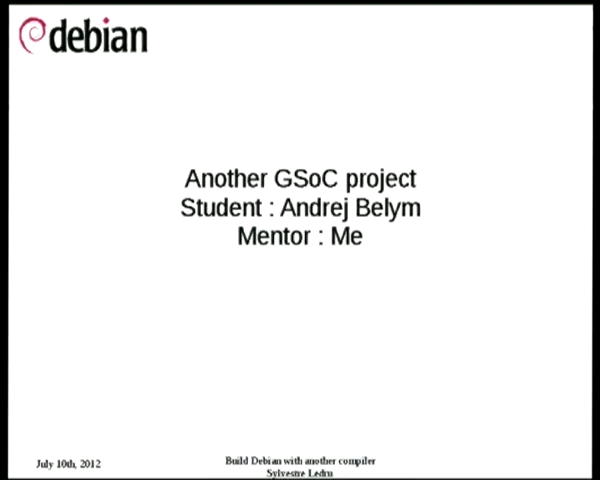 debian
Another GSoC project
Student : Andrej Belym
Mentor : Me
July 10th, 2012
Build Debian with another compiler
Sylvestre Ledru